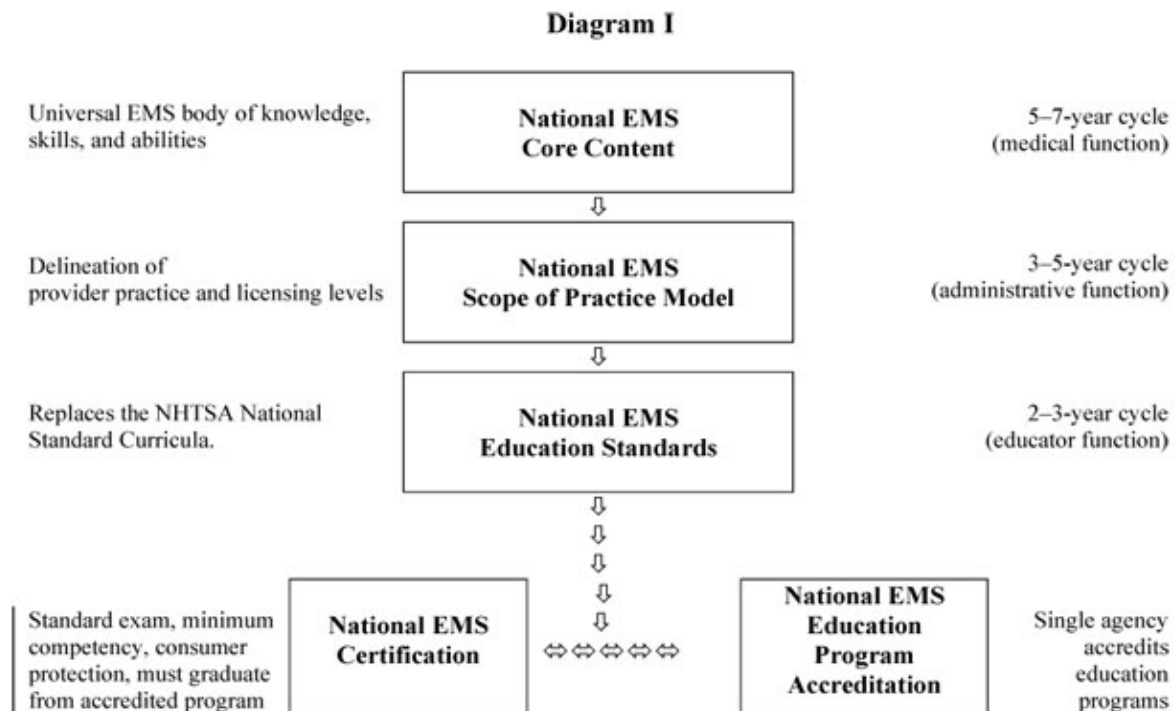 Diagram I
Universal EMS body of knowledge,
skills, and abilities
National EMS
Core Content
5–7-year cycle
(medical function)
Delineation of
provider practice and licensing levels
National EMS
Scope of Practice Model
3–5-year cycle
(administrative function)
Replaces the NHTSA National
Standard Curricula.
National EMS
Education Standards
2–3-year cycle
(educator function)
Standard exam, minimum
competency, consumer
protection, must graduate
from accredited program
National EMS
Certification
National EMS
Education
Program
Accreditation
Single agency
accredits
education
programs